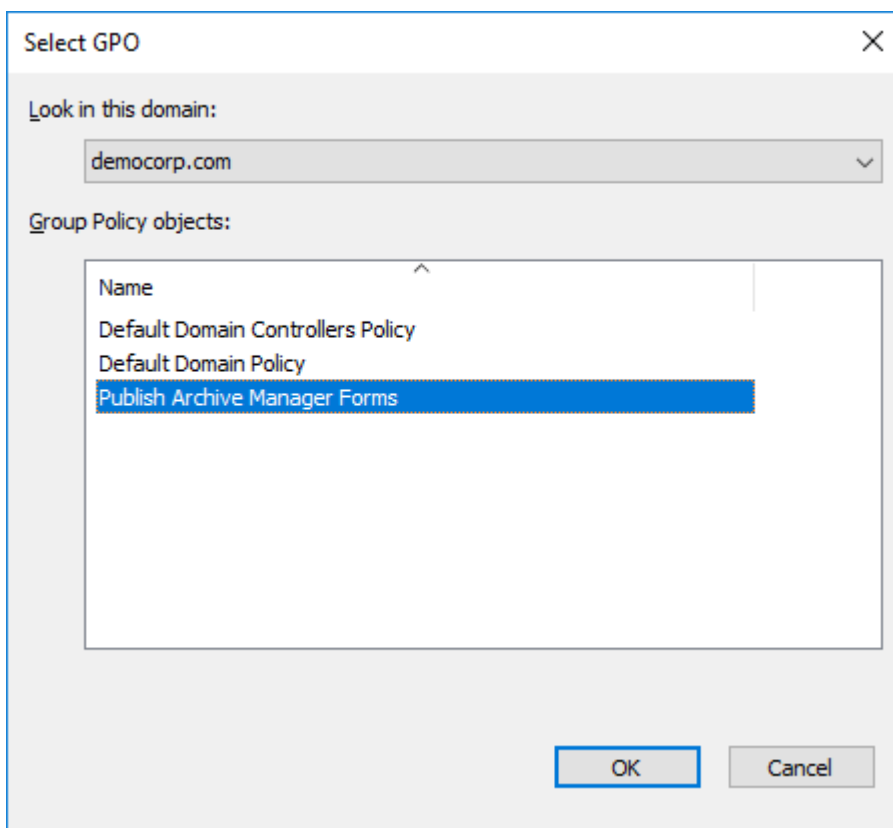 Select GPO
Look in this domain:
democorp.com
Group Policy objects:
Name
Default Domain Controllers Policy
Default Domain Policy
Publish Archive Manager Forms
OK Cancel